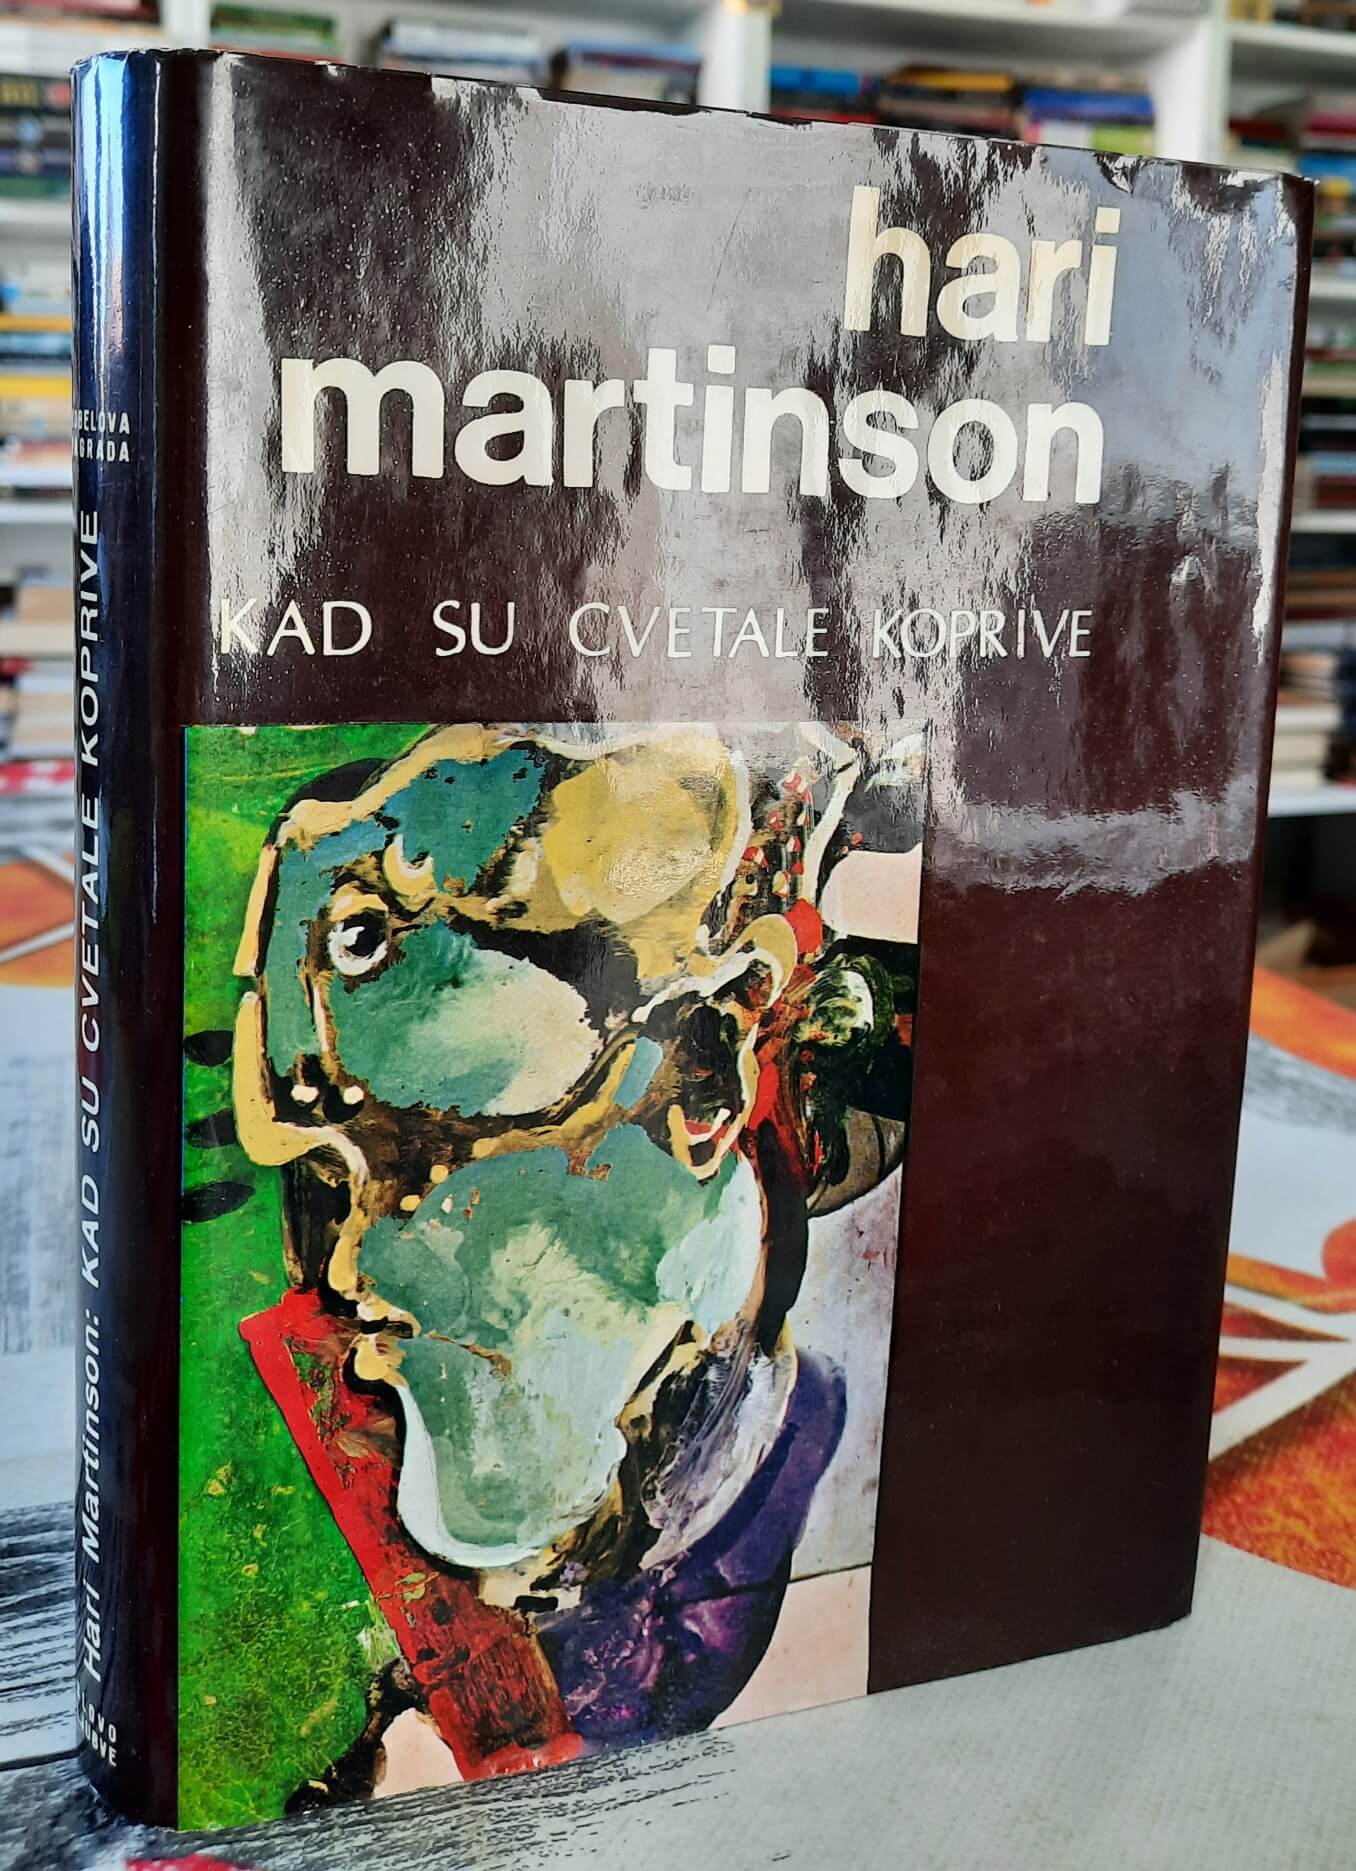 hari
martinson
KAD SU CVETALE KOPRIVE
Hari Martinson: KAD SU CVETALE KOPRIVE